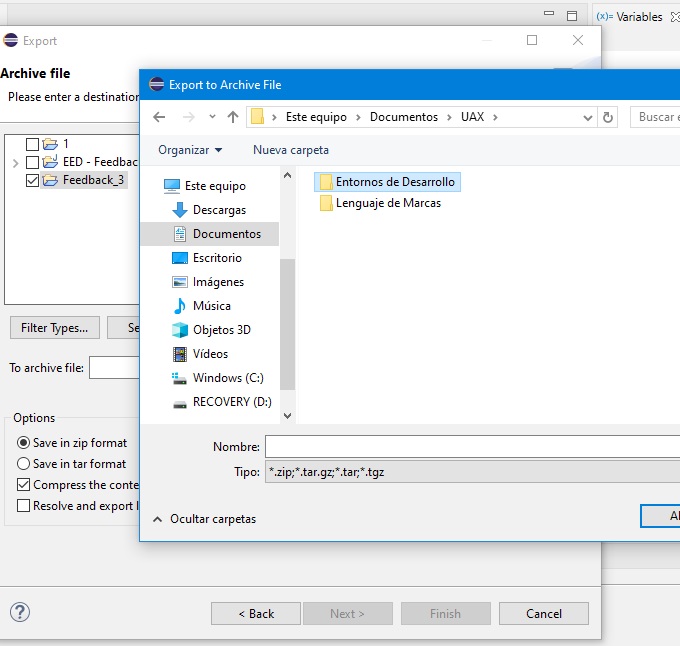 (x)= Variables
Export
Archive file
Please enter a destination
Export to Archive File
Este equipo > Documentos > UAX >
Buscar e
Organizar
Nueva carpeta
1
EED - Feedbac
Feedback_3
Este equipo
Descargas
Documentos
Escritorio
Imágenes
Música
Objetos 3D
Vídeos
Windows (C:)
RECOVERY (D:)
Entornos de Desarrollo
Lenguaje de Marcas
Filter Types...
Se
To archive file:
Nombre:
Tipo: *.zip;*.tar.gz;*.tar;*.tgz
Options
Save in zip format
Save in tar format
Compress the conte
Resolve and export l
Ocultar carpetas
Al
?
< Back
Next >
Finish
Cancel